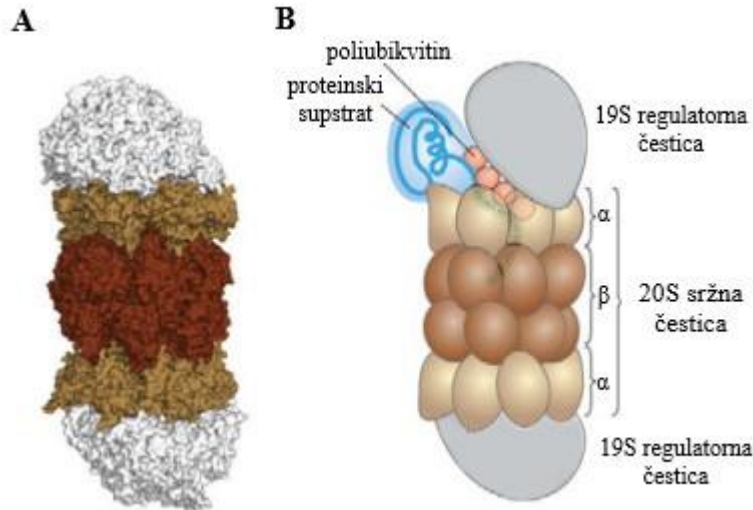 A
B
poliubikvitin
proteinski
supstrat
19S regulatorna
čestica
α
β
α
20S sržna
čestica
19S regulatorna
čestica